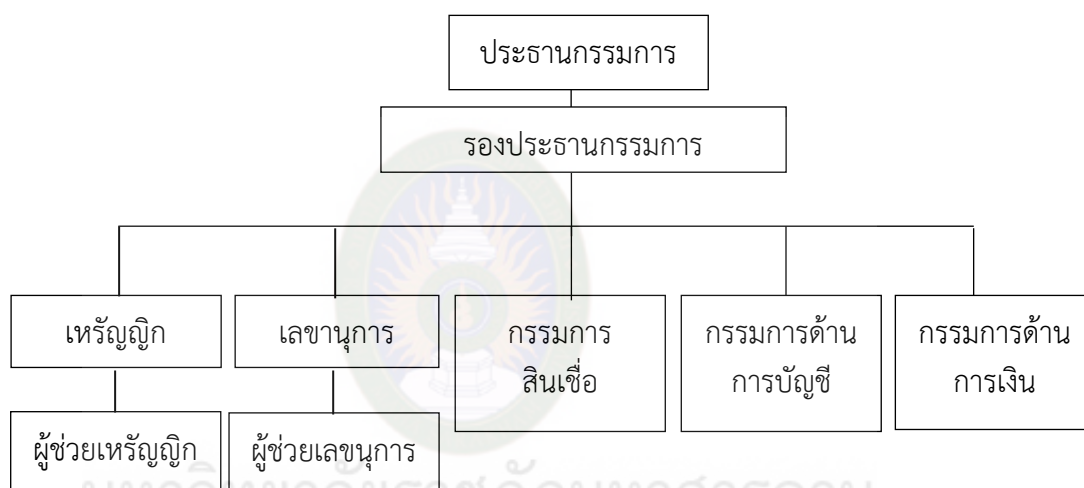 ประธานกรรมการ
รองประธานกรรมการ
เหรัญญิก
เลขานุการ
กรรมการ
สินเชื่อ
กรรมการด้าน
การบัญชี
กรรมการด้าน
การเงิน
ผู้ช่วยเหรัญญิก
ผู้ช่วยเลขนุการ